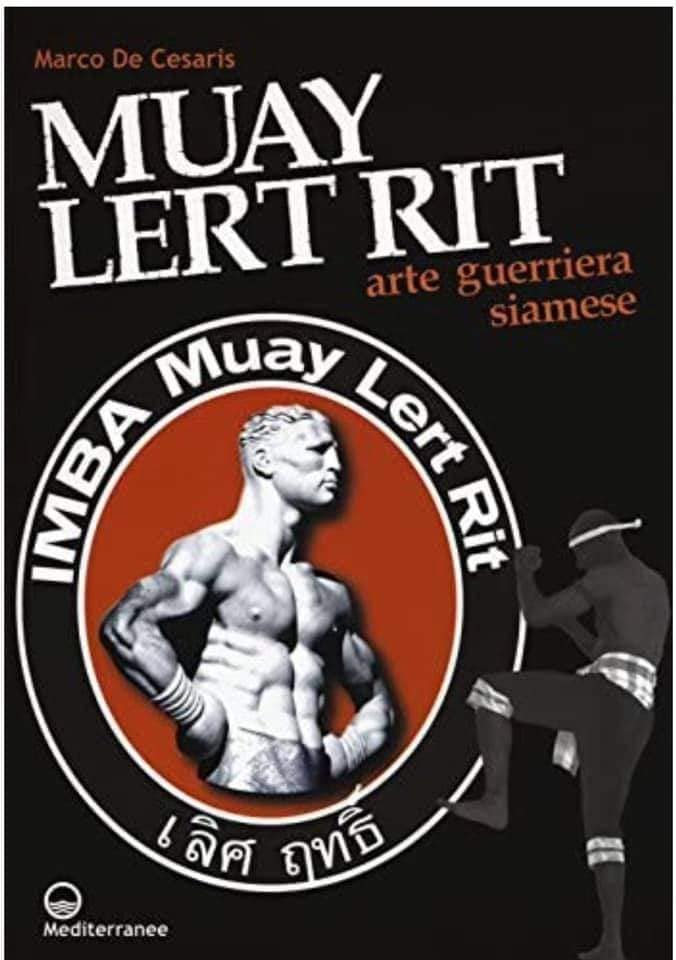 Marco De Cesaris
MUAY
LERT RIT
arte guerriera
siamese
IMBA Muay Lert Rit
เลิศ ฤทธิ์
Mediterranee